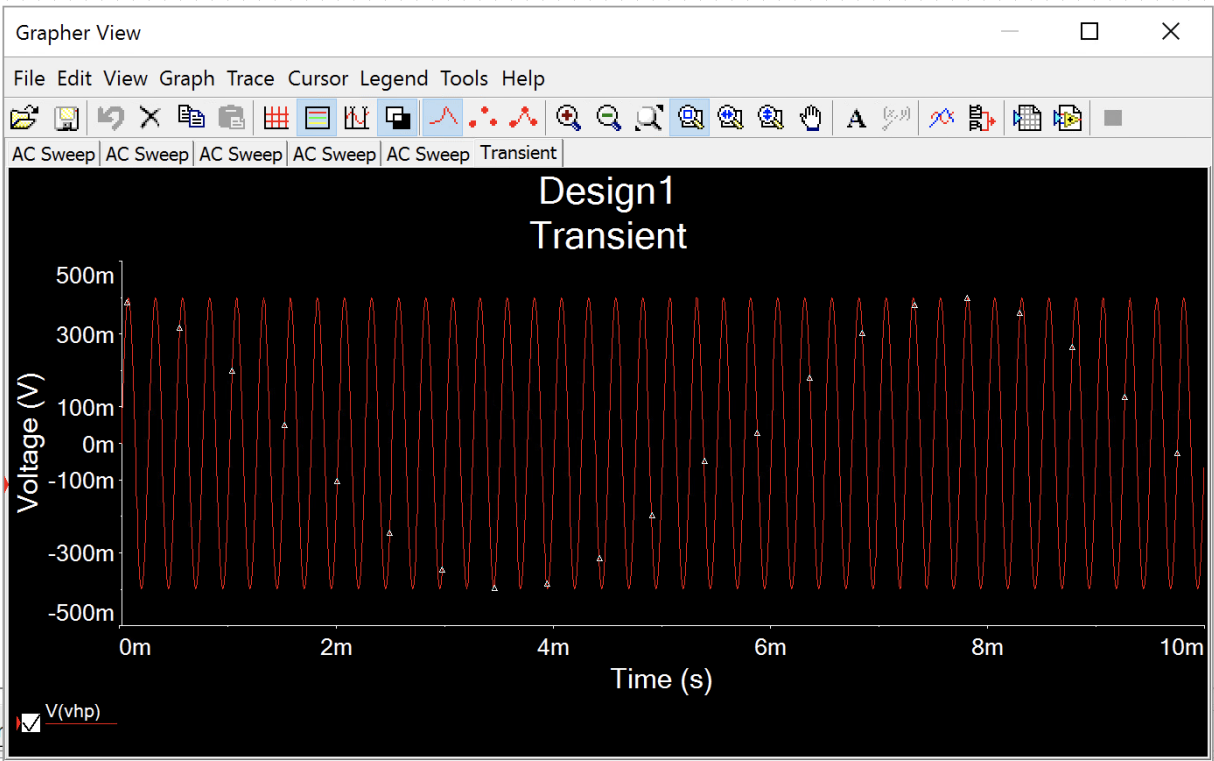 Grapher View
File Edit View Graph Trace Cursor Legend Tools Help
A (x,y)
AC Sweep AC Sweep AC Sweep AC Sweep AC Sweep Transient
Design1
Transient
500m
300m
100m
0m
-100m
-300m
-500m
Voltage (V)
0m 2m 4m 6m 8m 10m
Time (s)
V(vhp)